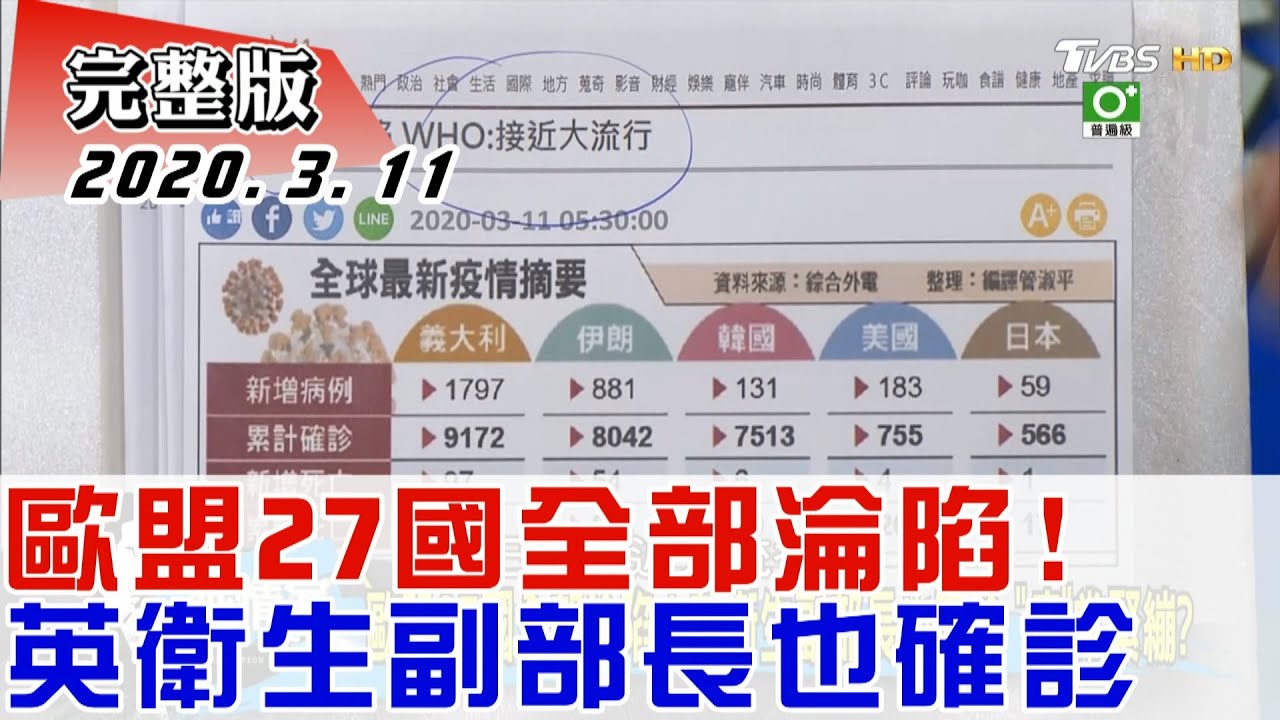 完整版
2020.3.11
TVBS HD
普遍級
熱門 政治 社會 生活 國際 地方 蒐奇 影音 財經 娛樂 寵伴 汽車 時尚 體育 3C 評論 玩咖 食譜 健康 地產
WHO:接近大流行
LINE 2020-03-11 05:30:00 A+
全球最新疫情摘要 資料來源：綜合外電 整理：編譯管淑平
義大利 伊朗 韓國 美國 日本
新增病例 1797 881 131 183 59
累計確診 9172 8042 7513 755 566
歐盟27國全部淪陷!
英衛生副部長也確診